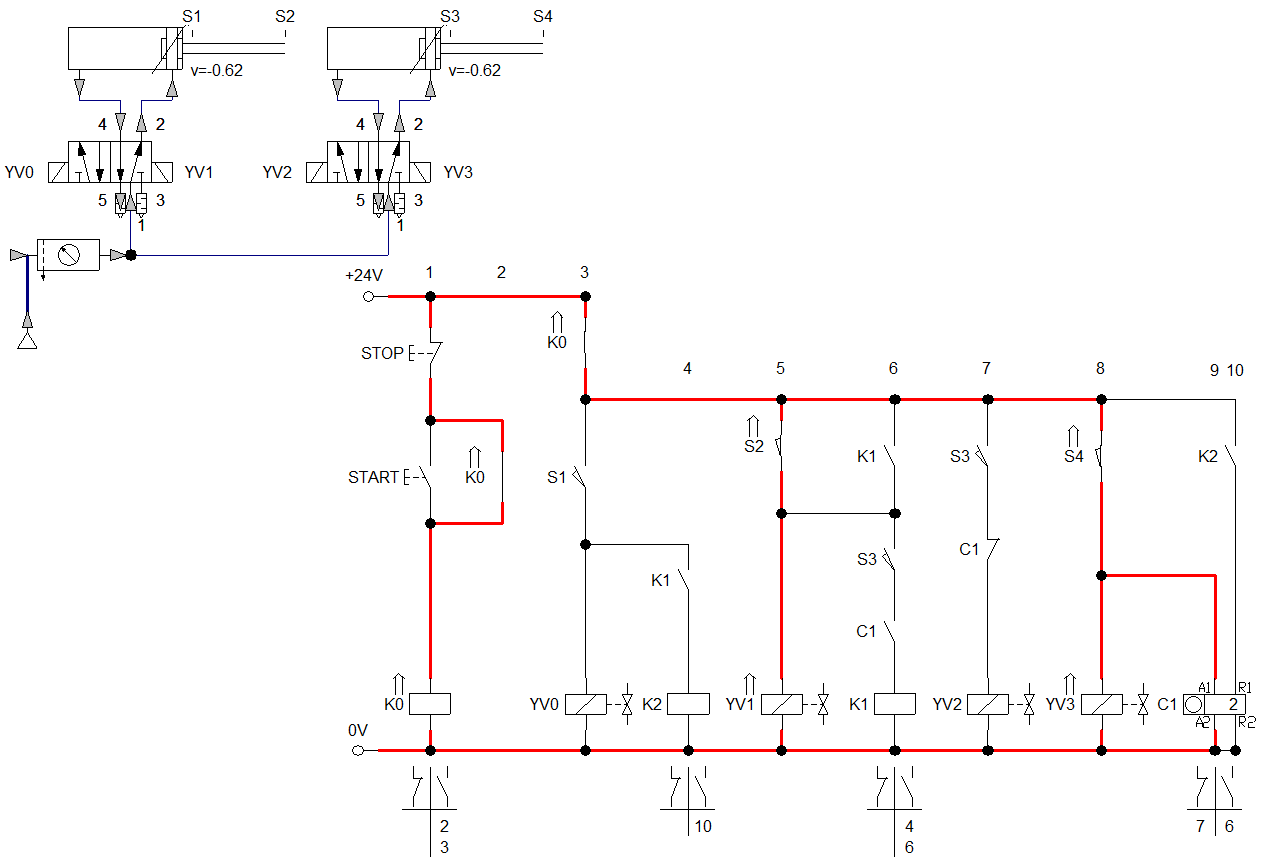 S1 S2 S3 S4
v=-0.62 v=-0.62
4 2 4 2
YV0 YV1 YV2 YV3
5 3 5 3
1 1
+24V 1 2 3
K0
STOP
4 5 6 7 8 9 10
S2 K1 S3 S4 K2
START K0 S1
C1
S3
K1
C1
A1 R1
K0 YV0 K2 YV1 K1 YV2 YV3 C1 2
A2 R2
0V
2 10 4 7 6
3 6